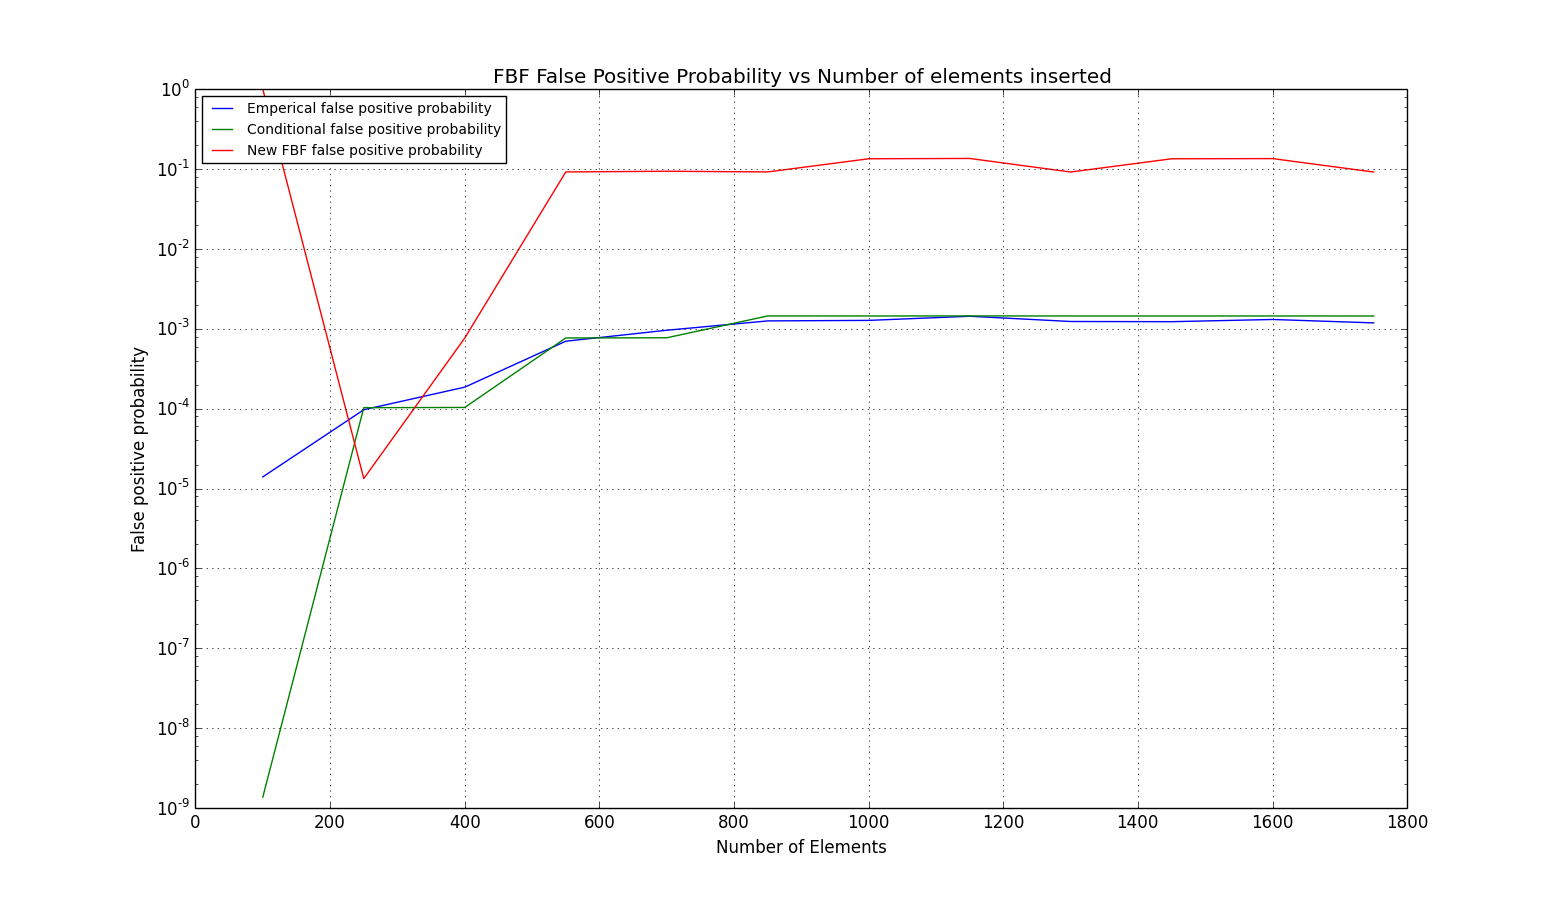 FBF False Positive Probability vs Number of elements inserted
Emperical false positive probability
Conditional false positive probability
New FBF false positive probability
10^0
10^-1
10^-2
10^-3
10^-4
10^-5
10^-6
10^-7
10^-8
10^-9
False positive probability
0 200 400 600 800 1000 1200 1400 1600 1800
Number of Elements